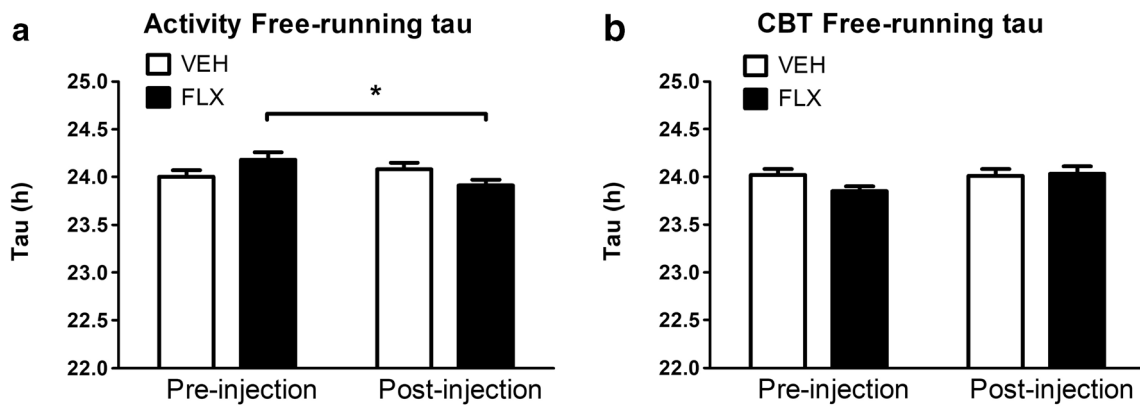 a
Activity Free-running tau
VEH
FLX
*
25.0
24.5
24.0
23.5
23.0
22.5
22.0
Tau (h)
Pre-injection
Post-injection
b
CBT Free-running tau
VEH
FLX
25.0
24.5
24.0
23.5
23.0
22.5
22.0
Tau (h)
Pre-injection
Post-injection